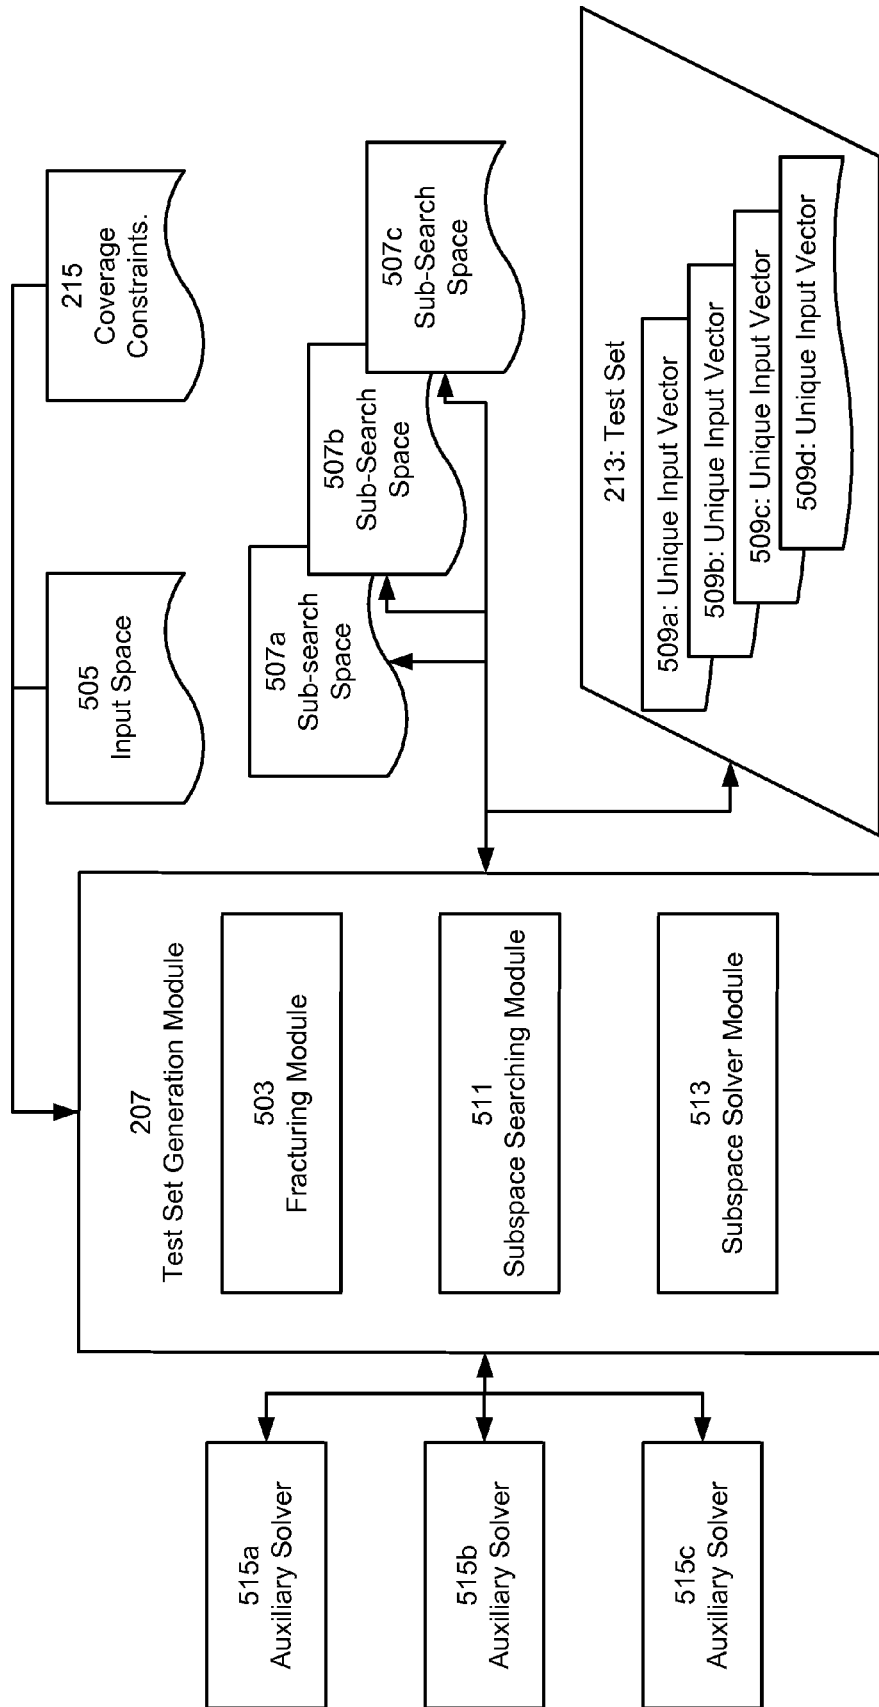 515a
Auxiliary Solver
515b
Auxiliary Solver
515c
Auxiliary Solver
207
Test Set Generation Module
503
Fracturing Module
511
Subspace Searching Module
513
Subspace Solver Module
505
Input Space
215
Coverage
Constraints.
507a
Sub-search
Space
507b
Sub-Search
Space
507c
Sub-Search
Space
213: Test Set
509a: Unique Input Vector
509b: Unique Input Vector
509c: Unique Input Vector
509d: Unique Input Vector